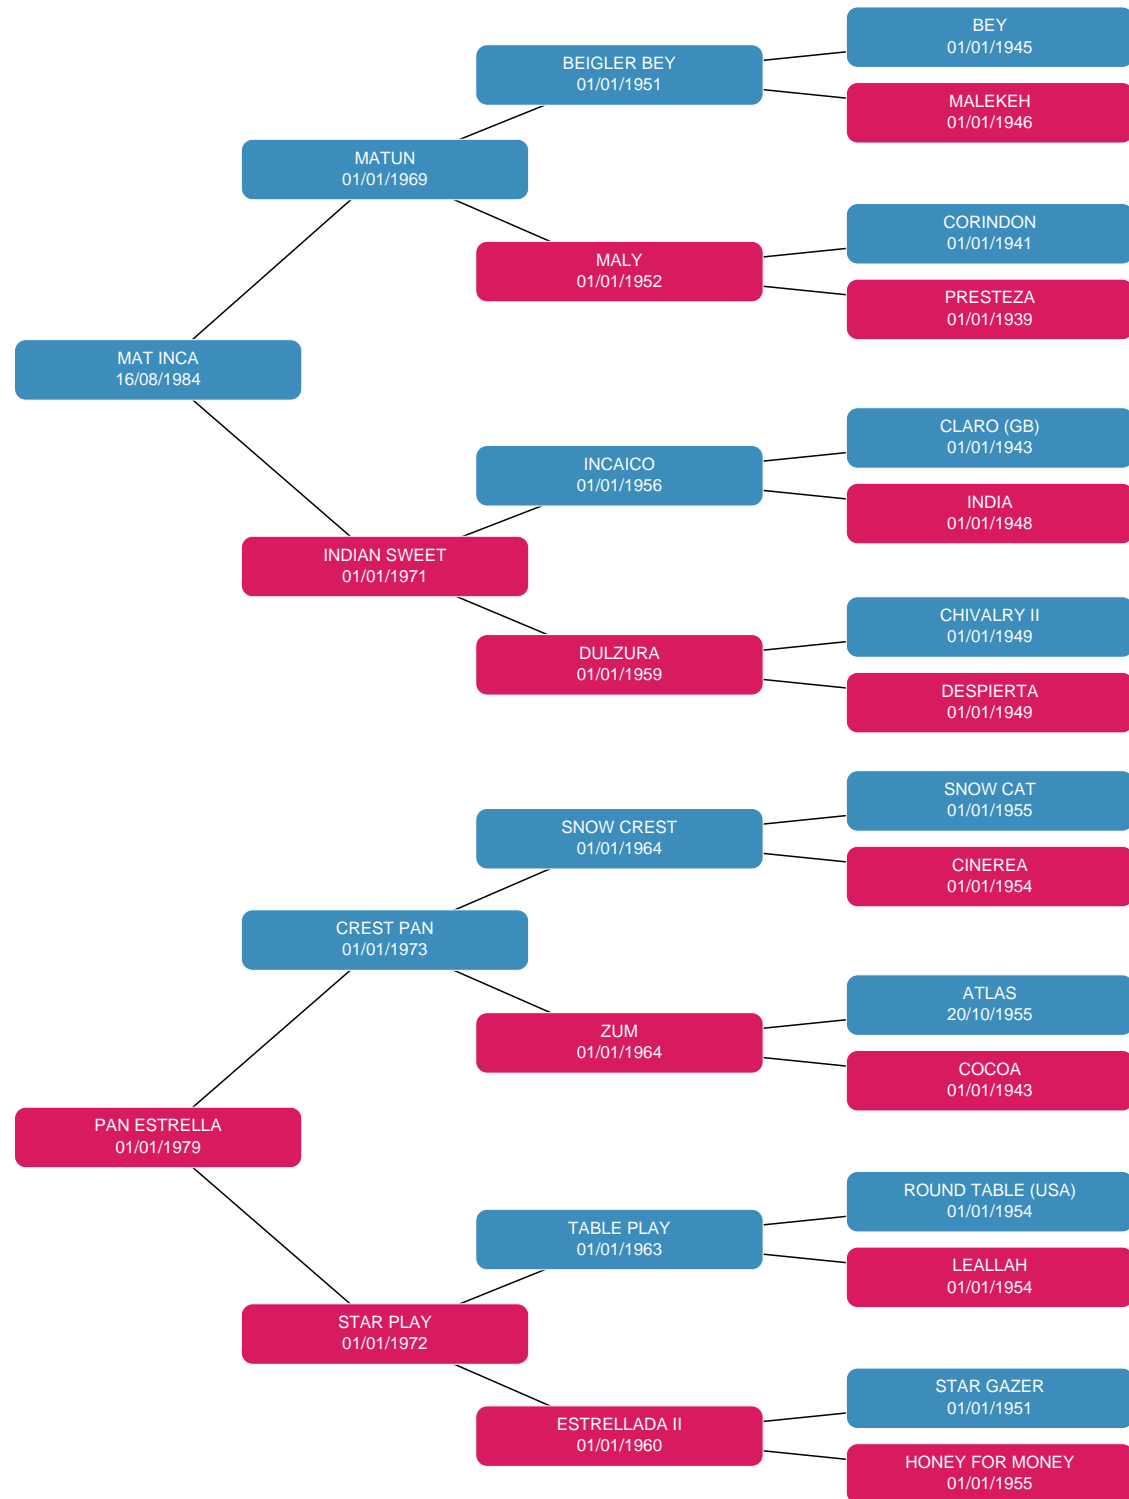 BEY
01/01/1945
BEIGLER BEY
01/01/1951
MALEKEH
01/01/1946
MATUN
01/01/1969
CORINDON
01/01/1941
MALY
01/01/1952
PRESTEZA
01/01/1939
MAT INCA
16/08/1984
CLARO (GB)
01/01/1943
INCAICO
01/01/1956
INDIA
01/01/1948
INDIAN SWEET
01/01/1971
CHIVALRY II
01/01/1949
DULZURA
01/01/1959
DESPIERTA
01/01/1949
SNOW CAT
01/01/1955
SNOW CREST
01/01/1964
CINEREA
01/01/1954
CREST PAN
01/01/1973
ATLAS
20/10/1955
ZUM
01/01/1964
COCOA
01/01/1943
PAN ESTRELLA
01/01/1979
ROUND TABLE (USA)
01/01/1954
TABLE PLAY
01/01/1963
LEALLAH
01/01/1954
STAR PLAY
01/01/1972
STAR GAZER
01/01/1951
ESTRELLADA II
01/01/1960
HONEY FOR MONEY
01/01/1955